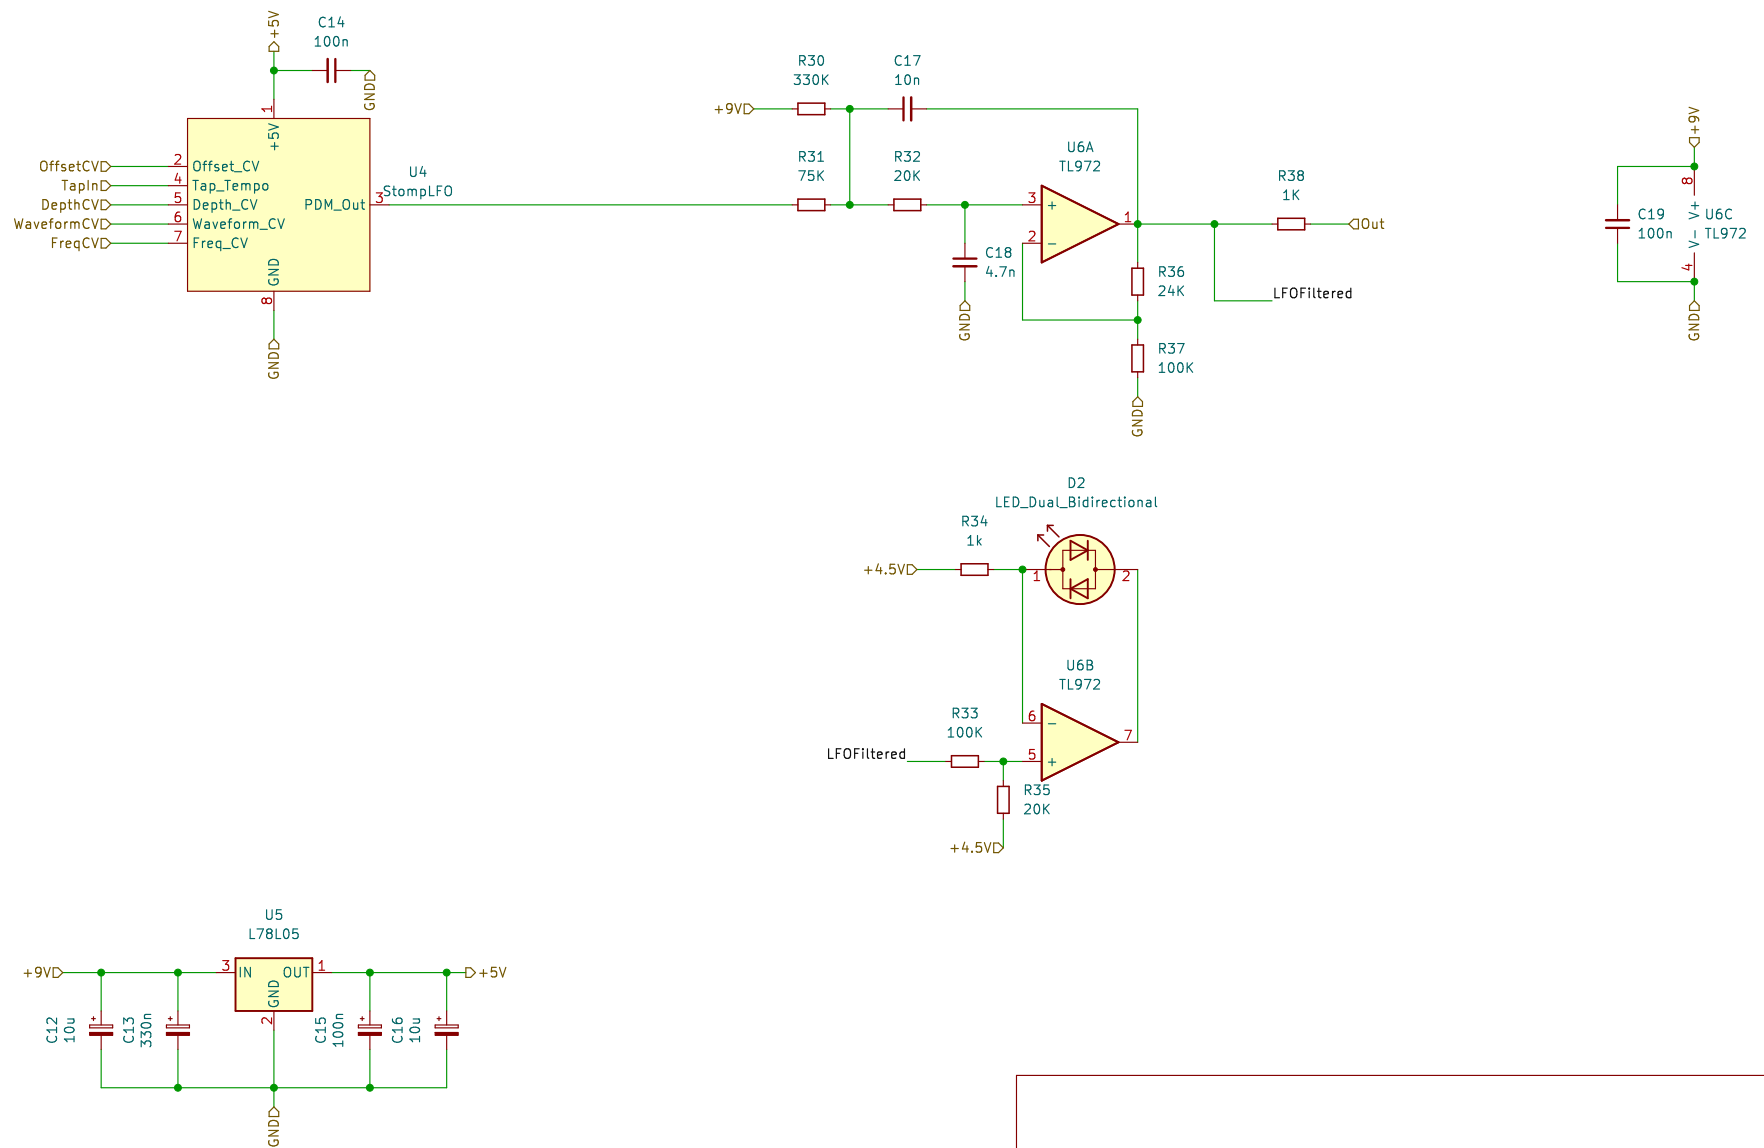 +5V
C14
100n
GND
1
+5V
OffsetCV
2
Offset_CV
TapIn
4
Tap_Tempo
DepthCV
5
Depth_CV
WaveformCV
6
Waveform_CV
FreqCV
7
Freq_CV
PDM_Out
3
U4
StompLFO
GND
8
GND
R30
330K
C17
10n
+9V
R31
75K
R32
20K
U6A
TL972
3
+
2
−
1
C18
4.7n
GND
R36
24K
R37
100K
GND
R38
1K
Out
LFOFiltered
+9V
8
V+
C19
100n
U6C
TL972
V-
4
GND
D2
LED_Dual_Bidirectional
R34
1k
+4.5V
1
2
U6B
TL972
R33
100K
6
−
7
LFOFiltered
5
+
R35
20K
+4.5V
U5
L78L05
+9V
3
IN
OUT
1
+5V
GND
2
C12
10u
+
C13
330n
+
C15
100n
+
C16
10u
+
GND